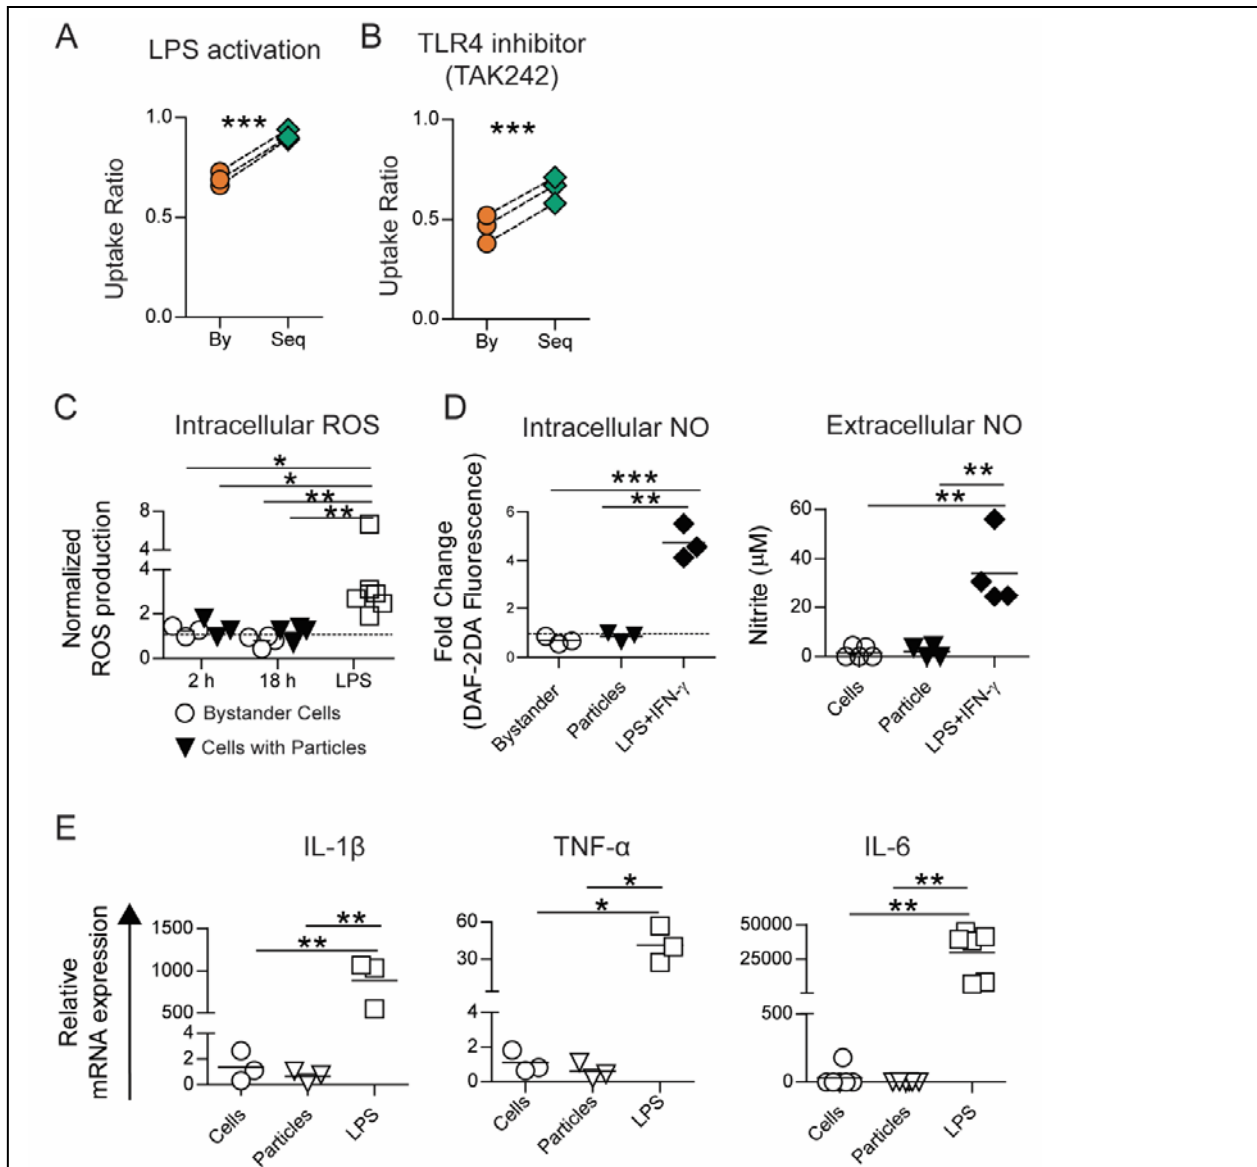 A
LPS activation
***
1.0
0.5
0.0
Uptake Ratio
By
Seq
B
TLR4 inhibitor
(TAK242)
***
1.0
0.5
0.0
Uptake Ratio
By
Seq
C
Intracellular ROS
*
*
**
**
8
4
4
2
0
Normalized
ROS production
2 h
18 h
LPS
Bystander Cells
Cells with Particles
D
Intracellular NO
***
**
6
4
2
0
Fold Change
(DAF-2DA Fluorescence)
Bystander
Particles
LPS+IFN-γ
Extracellular NO
**
**
60
40
20
0
Nitrite (μM)
Cells
Particle
LPS+IFN-γ
E
Relative
mRNA expression
IL-1β
**
**
1500
1000
500
4
2
0
Cells
Particles
LPS
TNF-α
*
*
60
30
4
2
0
Cells
Particles
LPS
IL-6
**
**
50000
25000
500
0
Cells
Particles
LPS